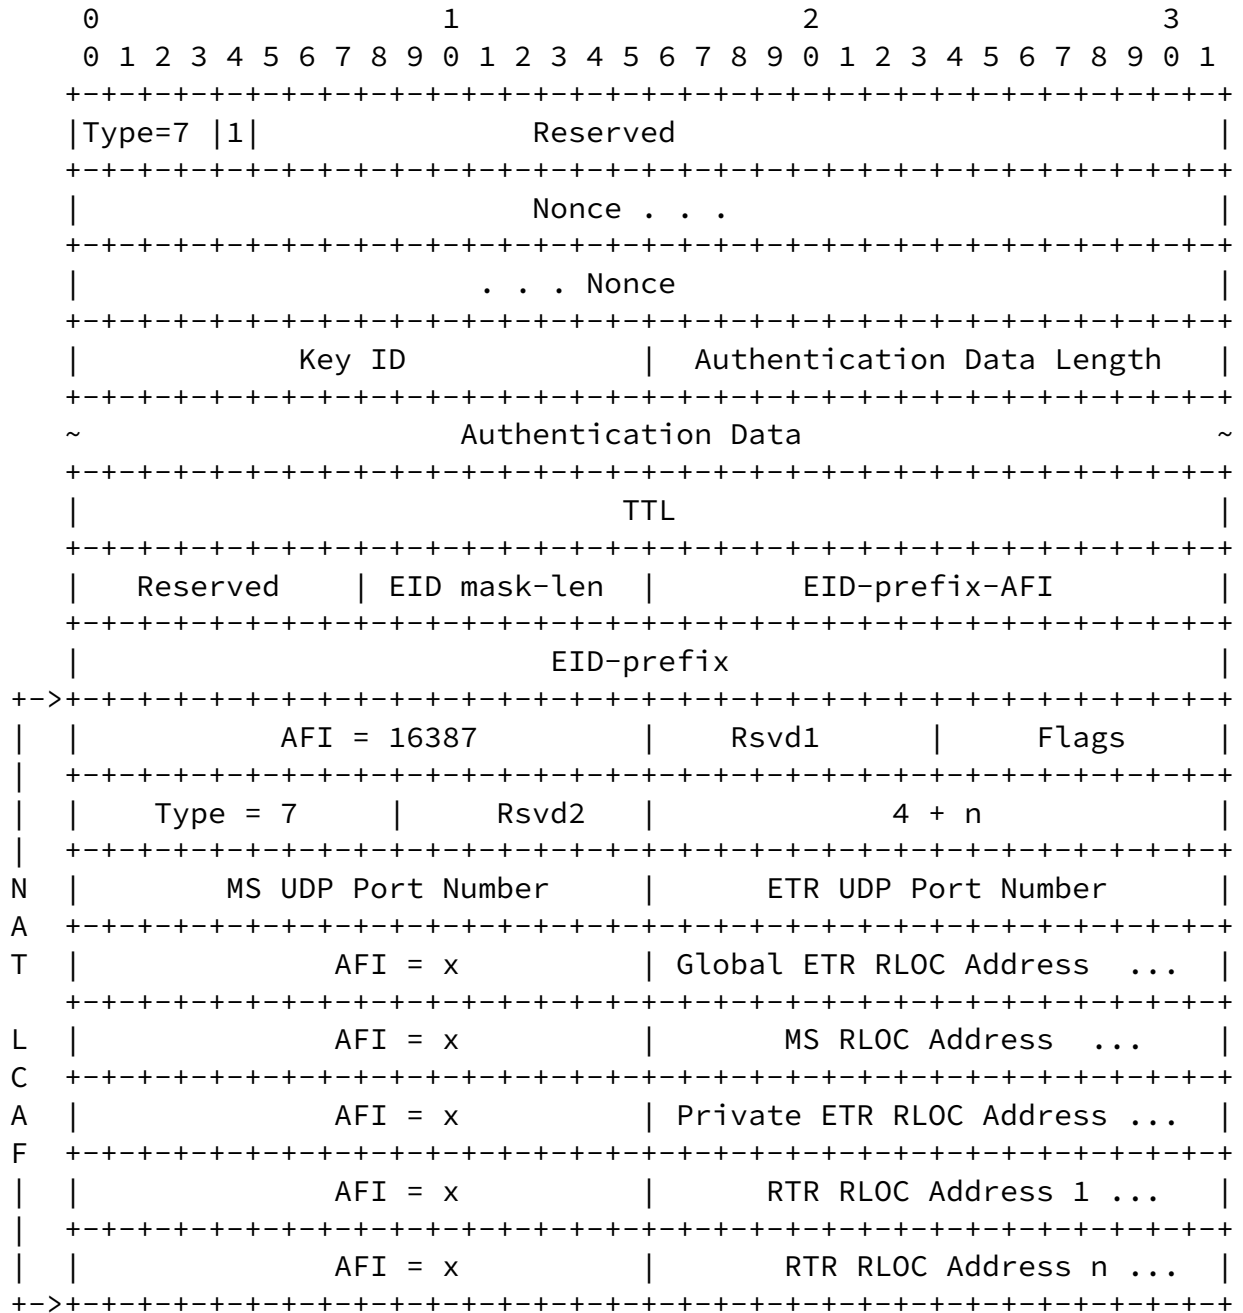 0                   1                   2                   3
 0 1 2 3 4 5 6 7 8 9 0 1 2 3 4 5 6 7 8 9 0 1 2 3 4 5 6 7 8 9 0 1
   +-+-+-+-+-+-+-+-+-+-+-+-+-+-+-+-+-+-+-+-+-+-+-+-+-+-+-+-+-+-+-+-+
   |Type=7 |1|               Reserved                              |
   +-+-+-+-+-+-+-+-+-+-+-+-+-+-+-+-+-+-+-+-+-+-+-+-+-+-+-+-+-+-+-+-+
   |                         Nonce . . .                           |
   +-+-+-+-+-+-+-+-+-+-+-+-+-+-+-+-+-+-+-+-+-+-+-+-+-+-+-+-+-+-+-+-+
   |                      . . . Nonce                              |
   +-+-+-+-+-+-+-+-+-+-+-+-+-+-+-+-+-+-+-+-+-+-+-+-+-+-+-+-+-+-+-+-+
   |            Key ID             |  Authentication Data Length   |
   +-+-+-+-+-+-+-+-+-+-+-+-+-+-+-+-+-+-+-+-+-+-+-+-+-+-+-+-+-+-+-+-+
   ~                     Authentication Data                       ~
   +-+-+-+-+-+-+-+-+-+-+-+-+-+-+-+-+-+-+-+-+-+-+-+-+-+-+-+-+-+-+-+-+
   |                              TTL                              |
   +-+-+-+-+-+-+-+-+-+-+-+-+-+-+-+-+-+-+-+-+-+-+-+-+-+-+-+-+-+-+-+-+
   |   Reserved    | EID mask-len  |        EID-prefix-AFI         |
   +-+-+-+-+-+-+-+-+-+-+-+-+-+-+-+-+-+-+-+-+-+-+-+-+-+-+-+-+-+-+-+-+
   |                          EID-prefix                           |
+->+-+-+-+-+-+-+-+-+-+-+-+-+-+-+-+-+-+-+-+-+-+-+-+-+-+-+-+-+-+-+-+-+
|  |           AFI = 16387         |    Rsvd1      |     Flags     |
|  +-+-+-+-+-+-+-+-+-+-+-+-+-+-+-+-+-+-+-+-+-+-+-+-+-+-+-+-+-+-+-+-+
|  |    Type = 7     |     Rsvd2   |             4 + n             |
|  +-+-+-+-+-+-+-+-+-+-+-+-+-+-+-+-+-+-+-+-+-+-+-+-+-+-+-+-+-+-+-+-+
N  |        MS UDP Port Number     |      ETR UDP Port Number      |
A  +-+-+-+-+-+-+-+-+-+-+-+-+-+-+-+-+-+-+-+-+-+-+-+-+-+-+-+-+-+-+-+-+
T  |              AFI = x          | Global ETR RLOC Address  ...  |
   +-+-+-+-+-+-+-+-+-+-+-+-+-+-+-+-+-+-+-+-+-+-+-+-+-+-+-+-+-+-+-+-+
L  |              AFI = x          |       MS RLOC Address  ...    |
C  +-+-+-+-+-+-+-+-+-+-+-+-+-+-+-+-+-+-+-+-+-+-+-+-+-+-+-+-+-+-+-+-+
A  |              AFI = x          | Private ETR RLOC Address ...  |
F  +-+-+-+-+-+-+-+-+-+-+-+-+-+-+-+-+-+-+-+-+-+-+-+-+-+-+-+-+-+-+-+-+
|  |              AFI = x          |      RTR RLOC Address 1 ...   |
|  +-+-+-+-+-+-+-+-+-+-+-+-+-+-+-+-+-+-+-+-+-+-+-+-+-+-+-+-+-+-+-+-+
|  |              AFI = x          |       RTR RLOC Address n ...  |
+->+-+-+-+-+-+-+-+-+-+-+-+-+-+-+-+-+-+-+-+-+-+-+-+-+-+-+-+-+-+-+-+-+